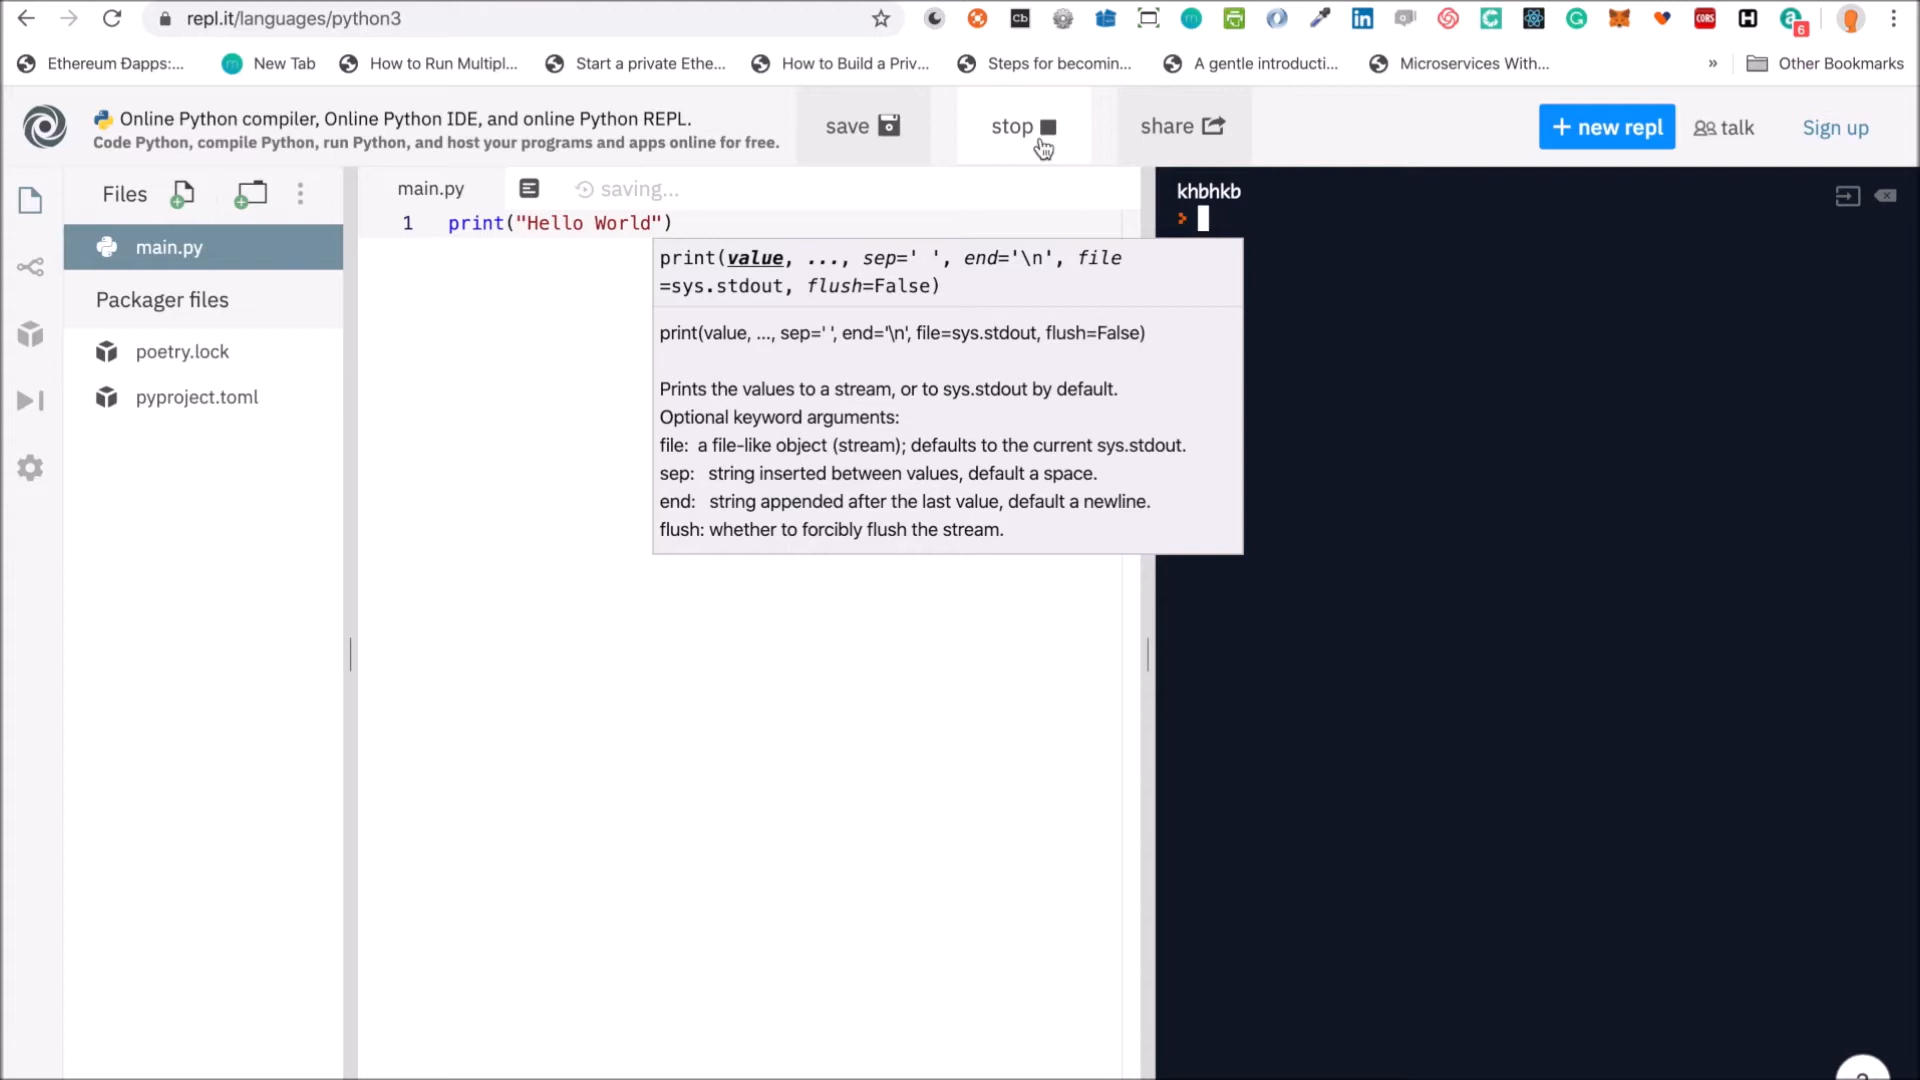 repl.it/languages/python3
Cb
CORS
H
6
Ethereum Đapps:...
New Tab
How to Run Multipl...
Start a private Ethe...
How to Build a Priv...
Steps for becomin...
A gentle introducti...
Microservices With...
»
Other Bookmarks
Online Python compiler, Online Python IDE, and online Python REPL.
Code Python, compile Python, run Python, and host your programs and apps online for free.
save
stop
share
+ new repl
talk
Sign up
Files
main.py
Packager files
poetry.lock
pyproject.toml
main.py
saving...
1 print("Hello World")
print(value, ..., sep=' ', end='\n', file
=sys.stdout, flush=False)
print(value, ..., sep=' ', end='\n', file=sys.stdout, flush=False)
Prints the values to a stream, or to sys.stdout by default.
Optional keyword arguments:
file: a file-like object (stream); defaults to the current sys.stdout.
sep: string inserted between values, default a space.
end: string appended after the last value, default a newline.
flush: whether to forcibly flush the stream.
khbhkb
>